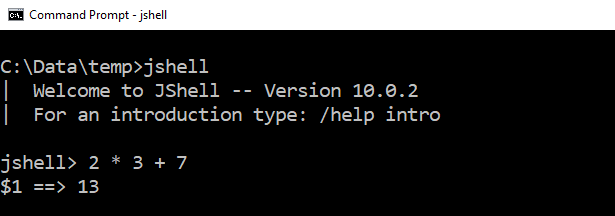 Command Prompt - jshell
C:\Data\temp>jshell
|  Welcome to JShell -- Version 10.0.2
|  For an introduction type: /help intro
jshell> 2 * 3 + 7
$1 ==> 13